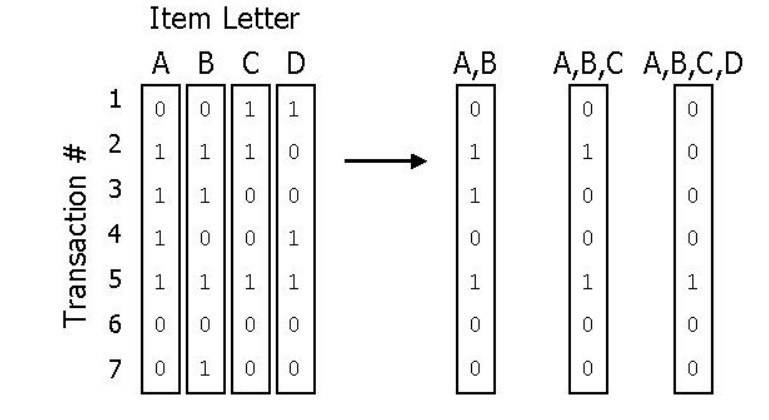 Item Letter
A B C D A,B A,B,C A,B,C,D
Transaction #
1 0 0 1 1 0 0 0
2 1 1 1 0 1 1 0
3 1 1 0 0 1 0 0
4 1 0 0 1 0 0 0
5 1 1 1 1 1 1 1
6 0 0 0 0 0 0 0
7 0 1 0 0 0 0 0